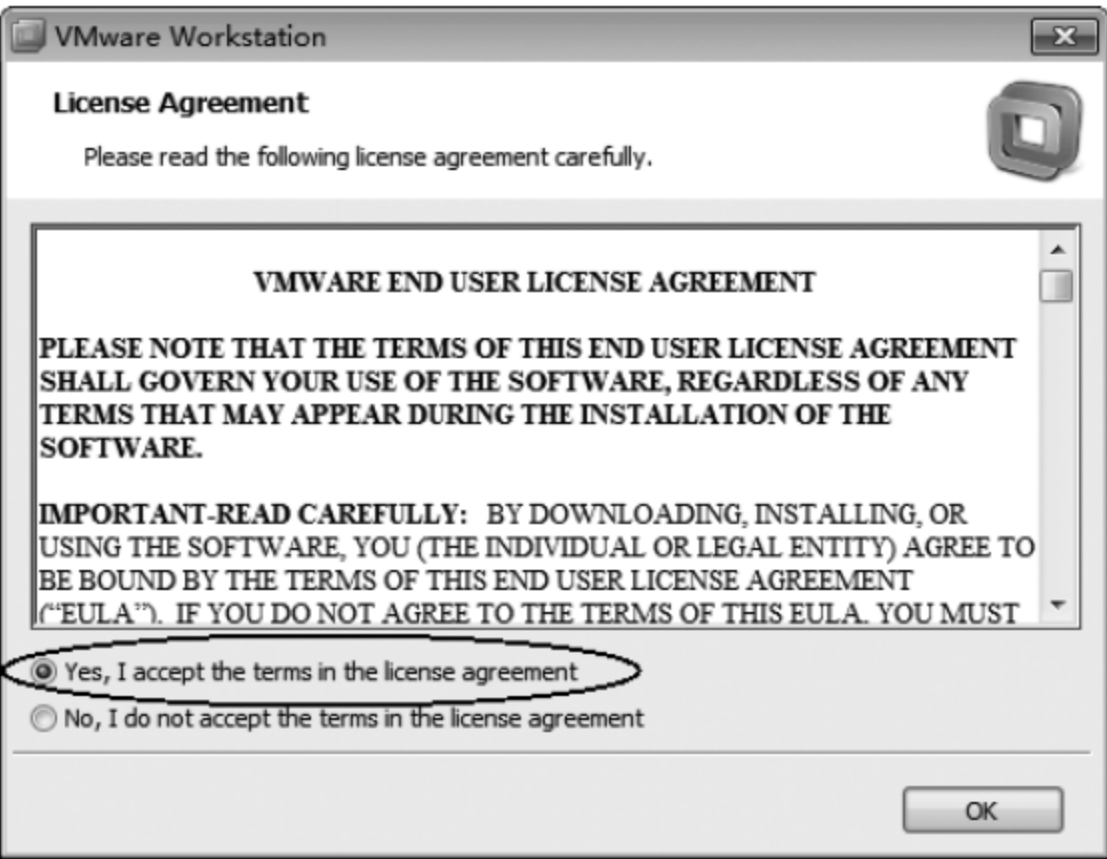 VMware Workstation
License Agreement
Please read the following license agreement carefully.
VMWARE END USER LICENSE AGREEMENT
PLEASE NOTE THAT THE TERMS OF THIS END USER LICENSE AGREEMENT
SHALL GOVERN YOUR USE OF THE SOFTWARE, REGARDLESS OF ANY
TERMS THAT MAY APPEAR DURING THE INSTALLATION OF THE
SOFTWARE.
IMPORTANT-READ CAREFULLY: BY DOWNLOADING, INSTALLING, OR
USING THE SOFTWARE, YOU (THE INDIVIDUAL OR LEGAL ENTITY) AGREE TO
BE BOUND BY THE TERMS OF THIS END USER LICENSE AGREEMENT
(“EULA”). IF YOU DO NOT AGREE TO THE TERMS OF THIS EULA. YOU MUST
Yes, I accept the terms in the license agreement
No, I do not accept the terms in the license agreement
OK